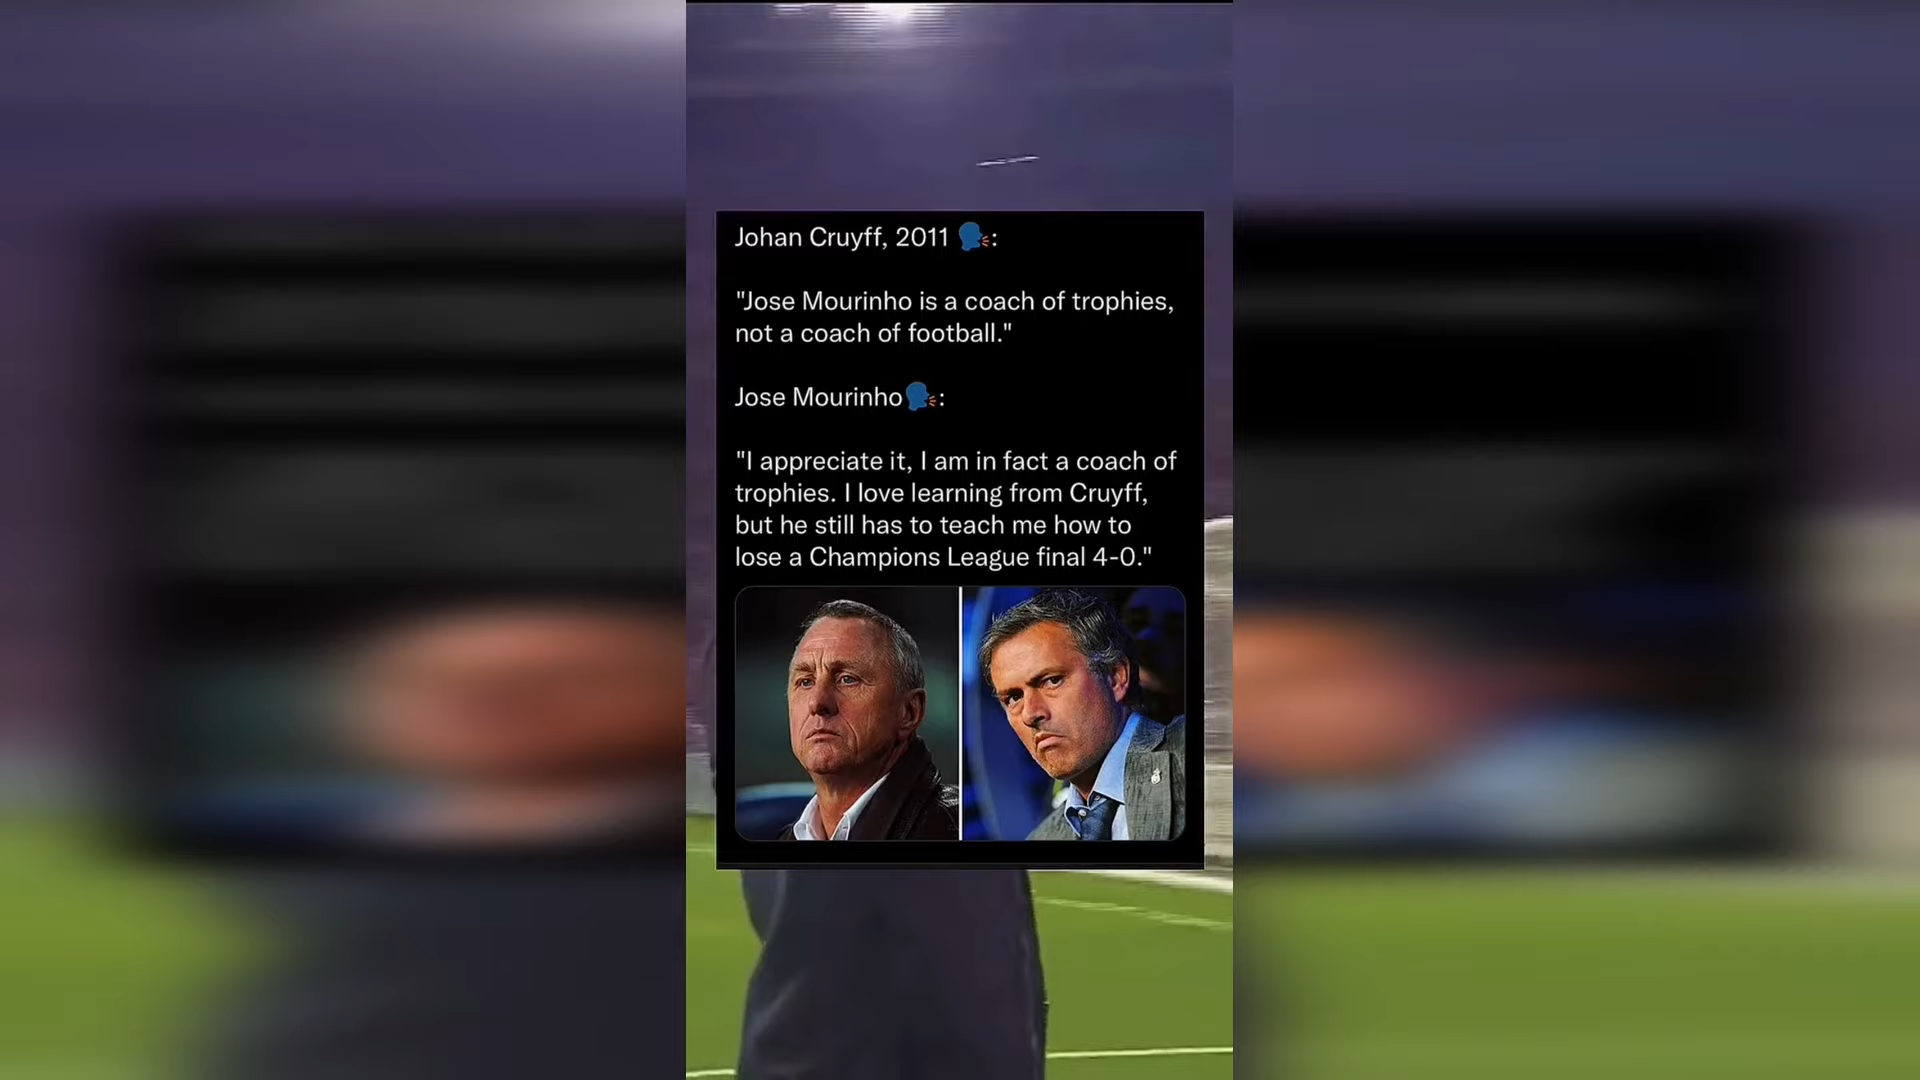 Johan Cruyff, 2011 🗣:
"Jose Mourinho is a coach of trophies,
not a coach of football."
Jose Mourinho🗣:
"I appreciate it, I am in fact a coach of
trophies. I love learning from Cruyff,
but he still has to teach me how to
lose a Champions League final 4-0."